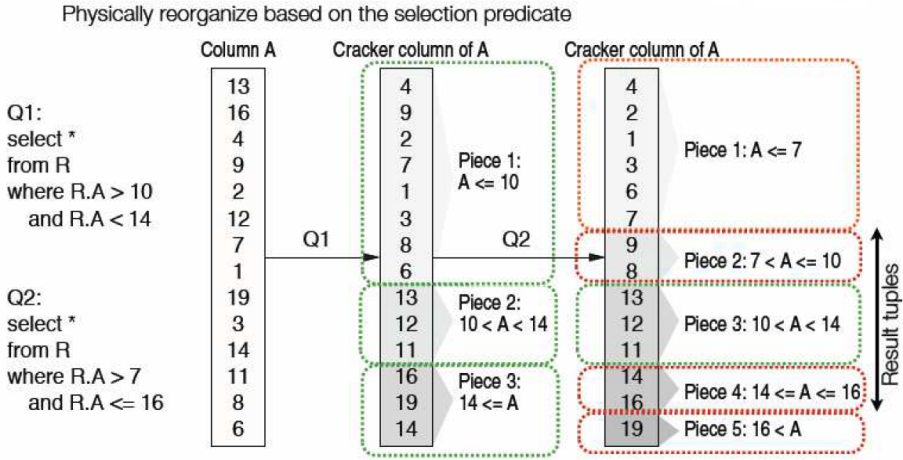 Physically reorganize based on the selection predicate
Column A
Cracker column of A
Cracker column of A
Q1:
select *
from R
where R.A > 10
and R.A < 14
Q2:
select *
from R
where R.A > 7
and R.A <= 16
13
16
4
9
2
12
7
1
19
3
14
11
8
6
Q1
4
9
2
7
1
3
8
6
13
12
11
16
19
14
Piece 1:
A <= 10
Piece 2:
10 < A < 14
Piece 3:
14 <= A
Q2
4
2
1
3
6
7
9
8
13
12
11
14
16
19
Piece 1: A <= 7
Piece 2: 7 < A <= 10
Piece 3: 10 < A < 14
Piece 4: 14 <= A <= 16
Piece 5: 16 < A
Result tuples